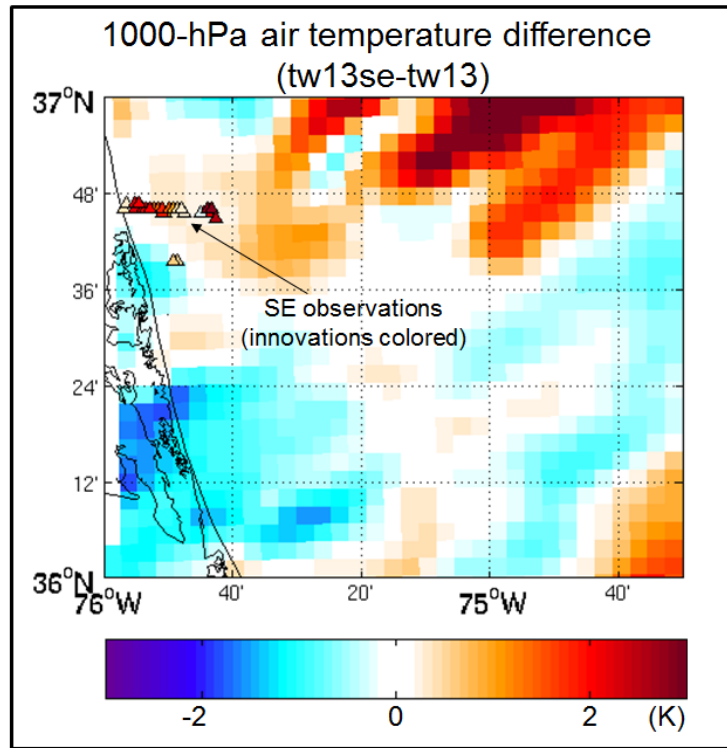 1000-hPa air temperature difference
(tw13se-tw13)
37°N
48'
36'
SE observations
(innovations colored)
24'
12'
36°N
76°W 40' 20' 75°W 40'
-2 0 2 (K)